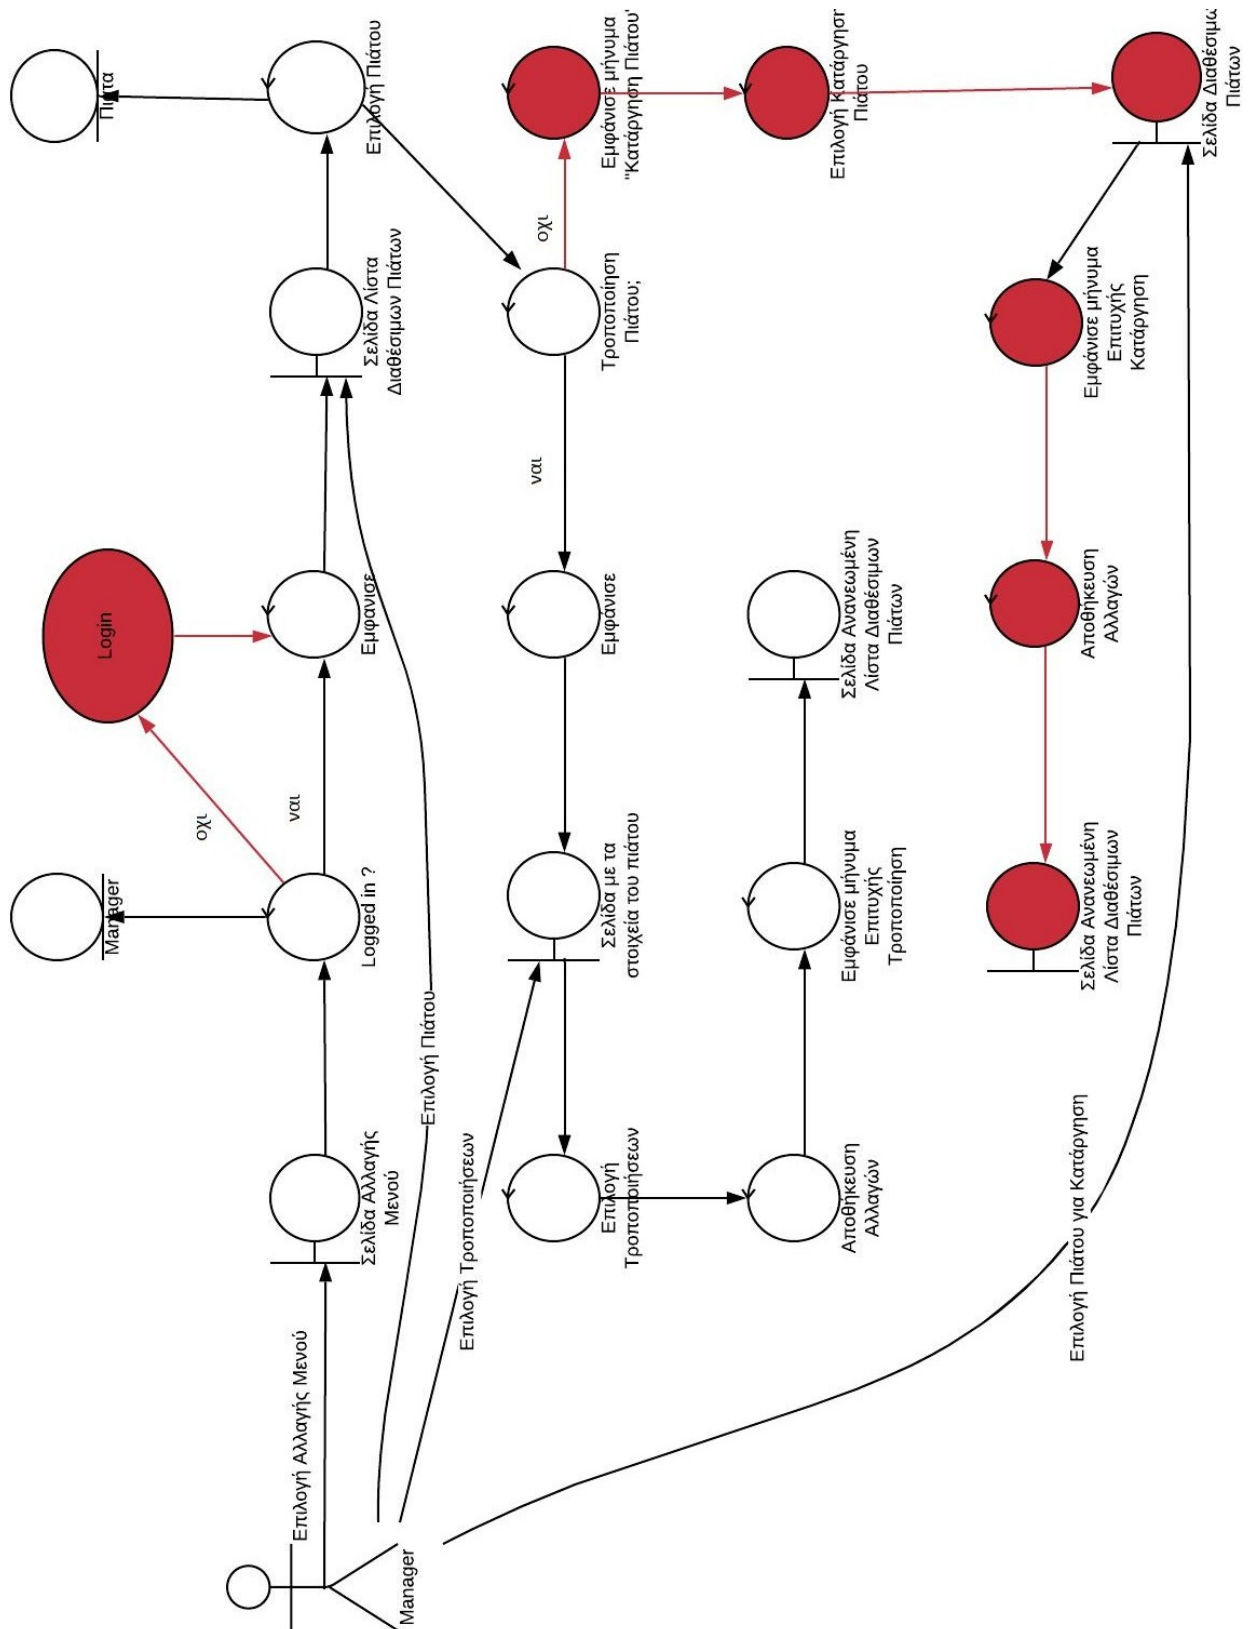 Manager
Login
Πιάτα
οχι
ναι
Επιλογή Αλλαγής Μενού
Σελίδα Αλλαγής
Μενού
Logged in ?
Εμφάνισε
Σελίδα Λίστα
Διαθέσιμων Πιάτων
Επιλογή Πιάτου
Manager
Επιλογή Πιάτου
Επιλογή Τροποποιήσεων
ναι
οχι
Επιλογή
Τροποποιήσεων
Σελίδα με τα
στοιχεία του πιάτου
Εμφάνισε
Τροποποίηση
Πιάτου;
Εμφάνισε μήνυμα
"Κατάργηση Πιάτου"
Αποθήκευση
Αλλαγών
Εμφάνισε μήνυμα
Επιτυχής
Τροποποίηση
Σελίδα Ανανεωμένη
Λίστα Διαθέσιμων
Πιάτων
Επιλογή
Πιάτου
Επιλογή Πιάτου για Κατάργηση
Σελίδα Ανανεωμένη
Λίστα Διαθέσιμων
Πιάτων
Αποθήκευση
Αλλαγών
Εμφάνισε μήνυμα
Επιτυχής
Κατάργηση
Σελίδα
Πιάτων